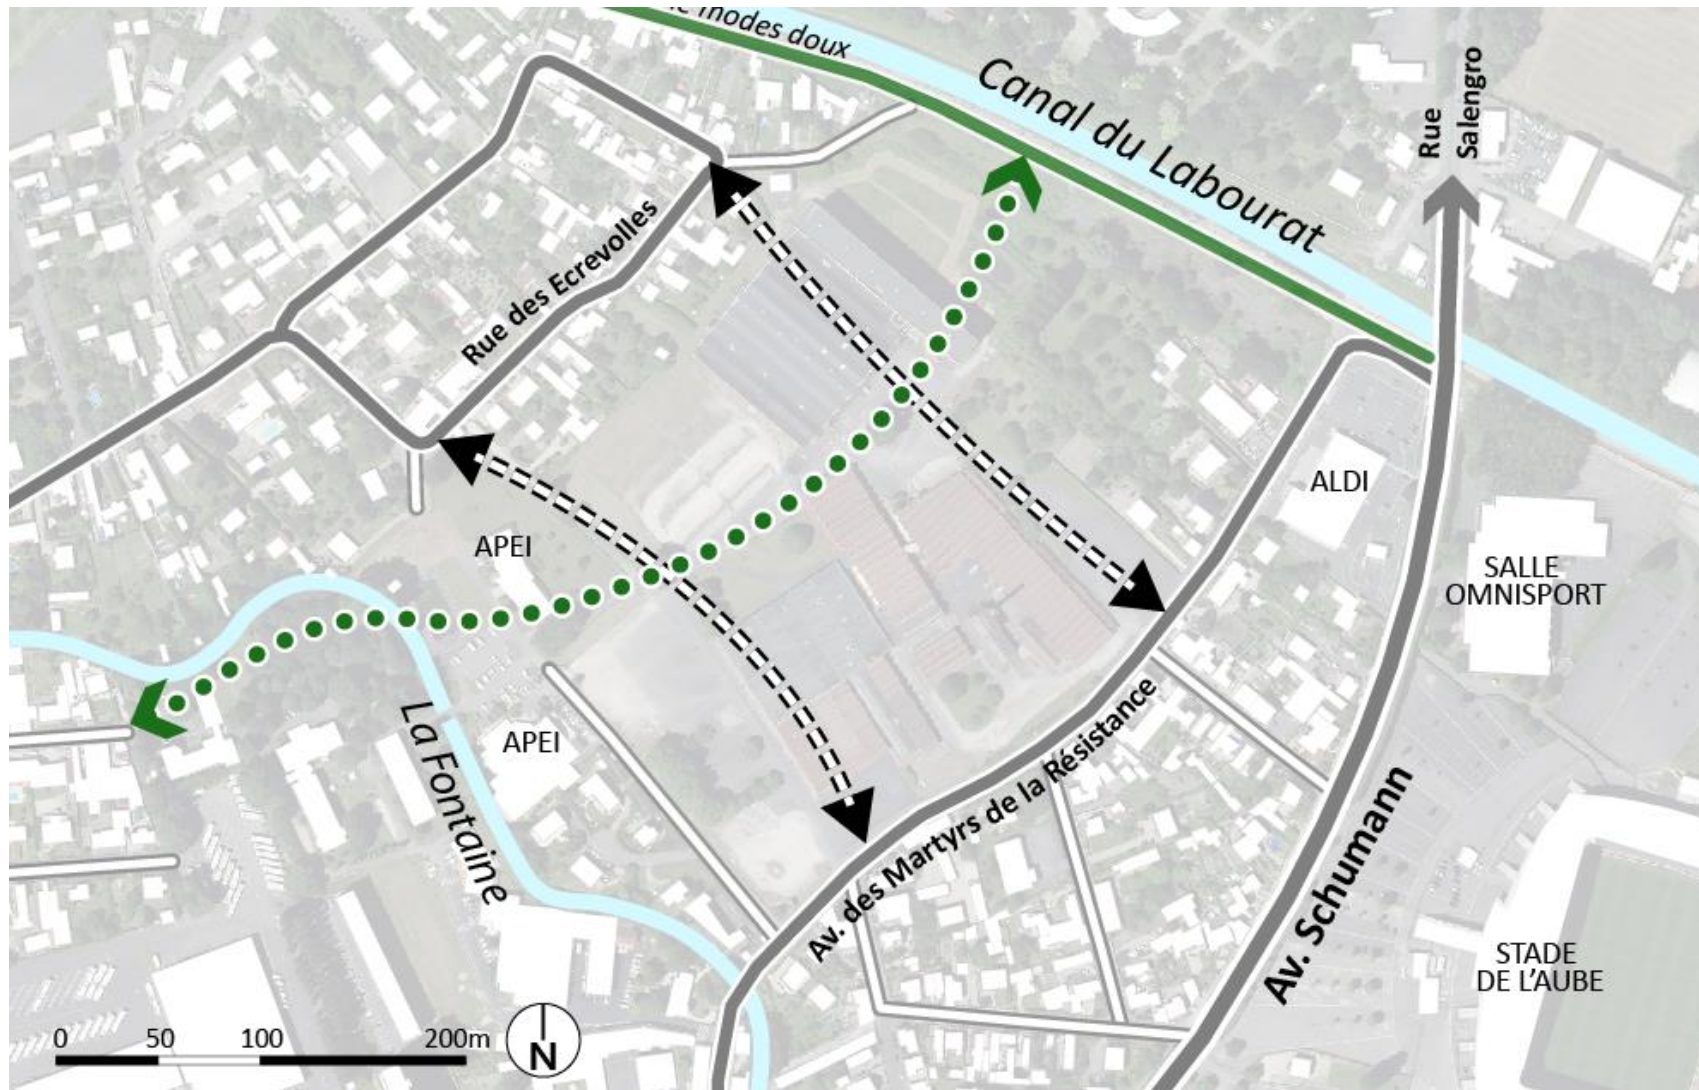 modes doux
Canal du Labourat
Rue
Salengro
Rue des Ecrevolles
ALDI
APEI
SALLE
OMNISPORT
La Fontaine
APEI
Av. des Martyrs de la Résistance
Av. Schumann
STADE
DE L'AUBE
0 50 100 200m
N